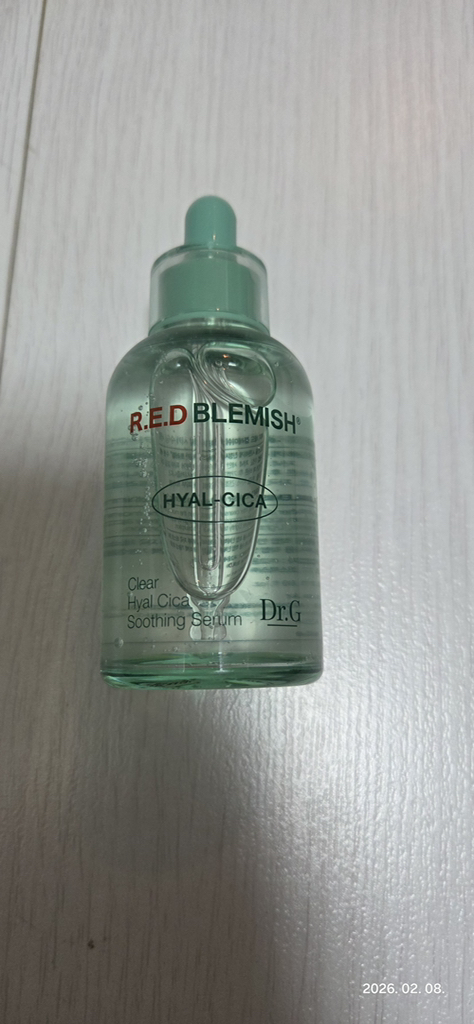 R.E.D BLEMISH®
HYAL-CICA
Clear
Hyal Cica
Soothing Serum
Dr.G
2026. 02. 08.